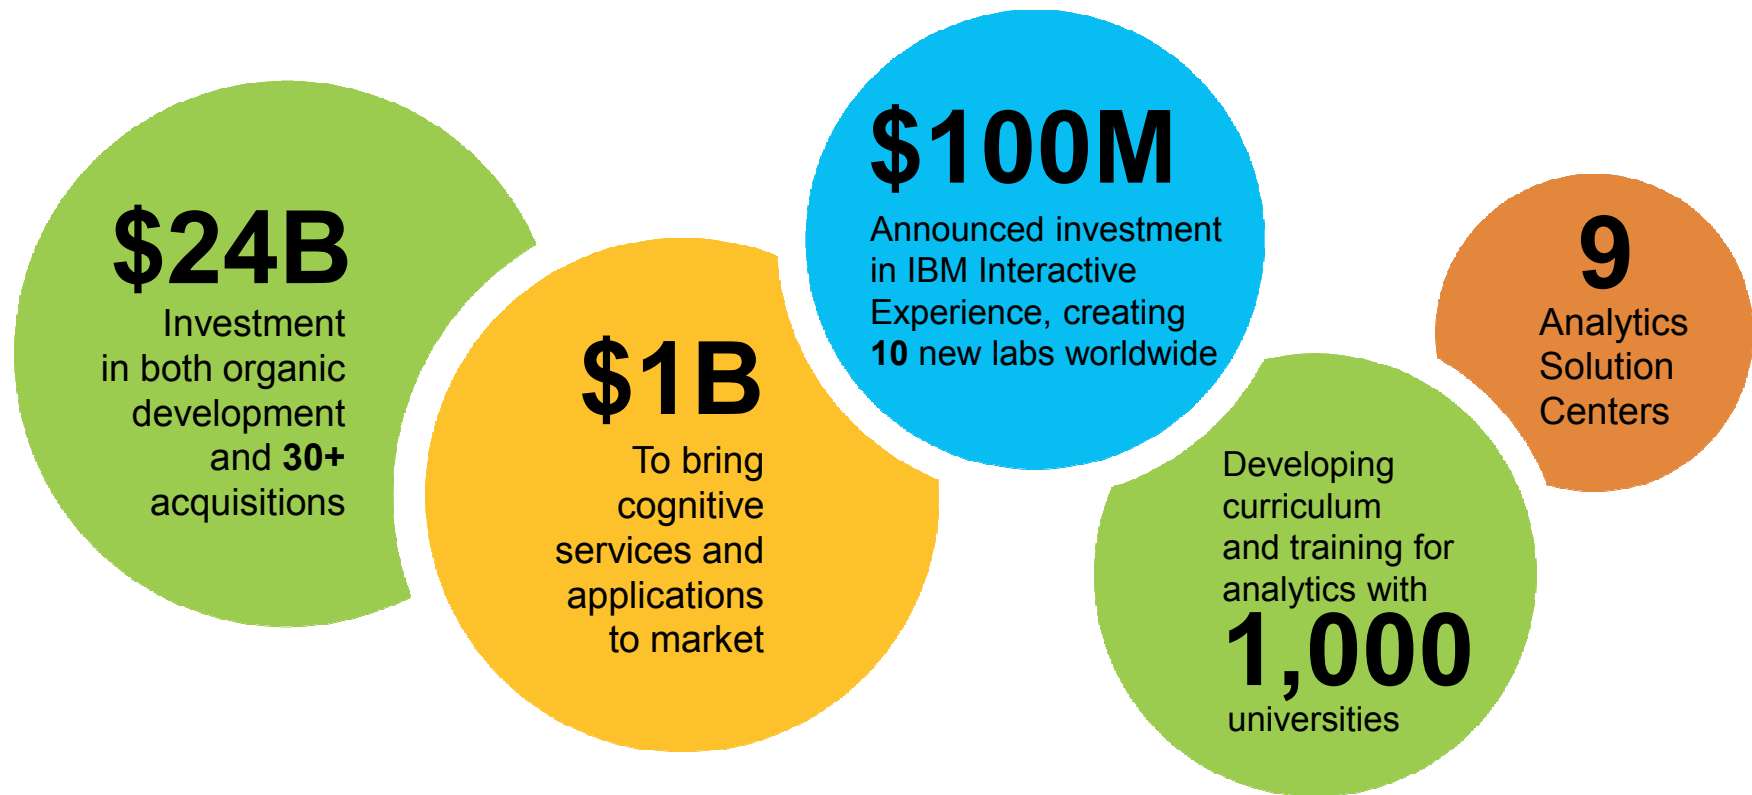 $24B
Investment
in both organic
development
and 30+
acquisitions
$1B
To bring
cognitive
services and
applications
to market
$100M
Announced investment
in IBM Interactive
Experience, creating
10 new labs worldwide
Developing
curriculum
and training for
analytics with
1,000
universities
9
Analytics
Solution
Centers